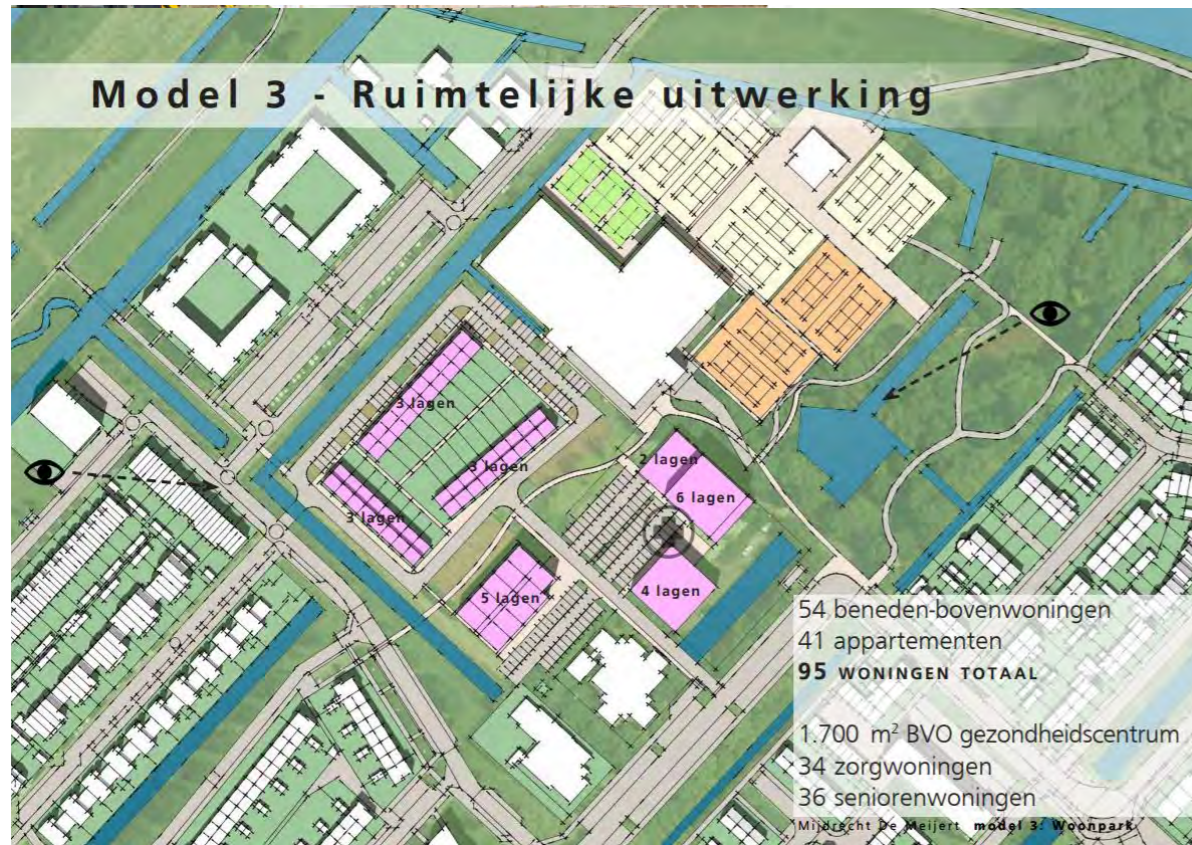 Model 3 - Ruimtelijke uitwerking
3 lagen
3 lagen
3 lagen
2 lagen
6 lagen
5 lagen
4 lagen
54 beneden-bovenwoningen
41 appartementen
95 WONINGEN TOTAAL
1.700 m² BVO gezondheidscentrum
34 zorgwoningen
36 seniorenwoningen
Mijdrecht De Meijert model 3: Woonpark